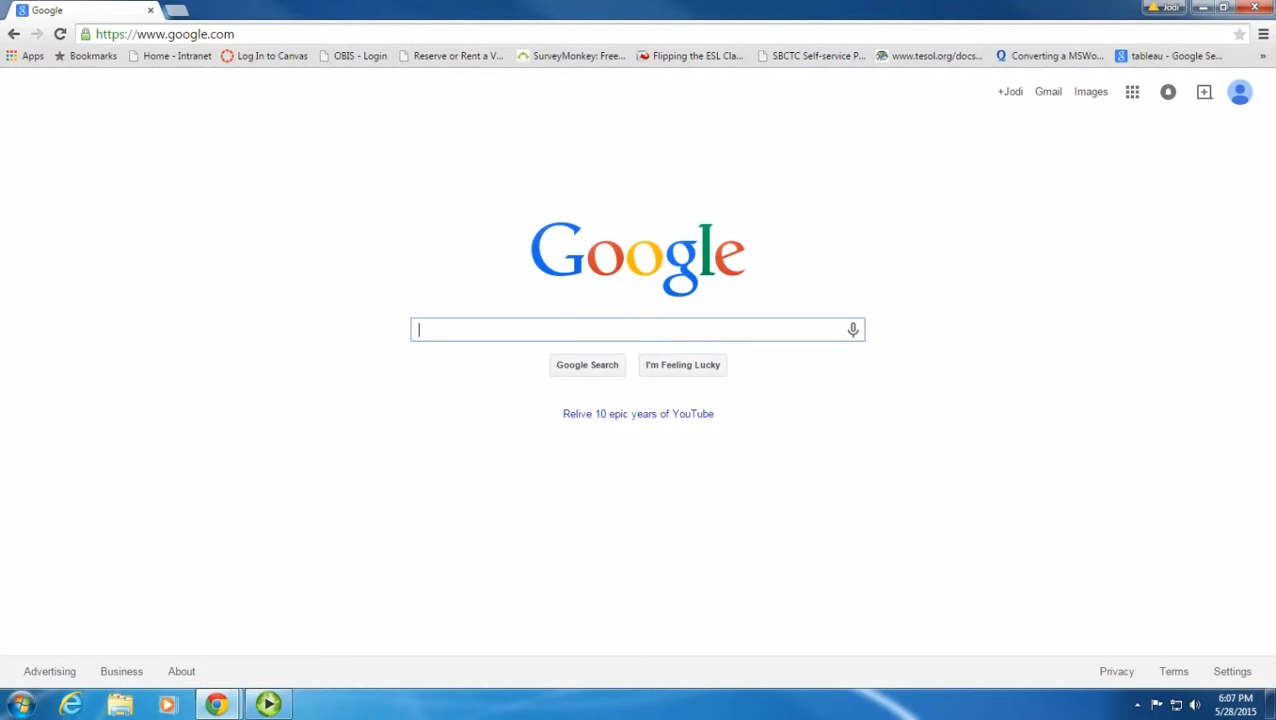 Google
Jodi
https://www.google.com
Apps
Bookmarks
Home - Intranet
Log In to Canvas
OBIS - Login
Reserve or Rent a V...
SurveyMonkey: Free...
Flipping the ESL Cla...
SBCTC Self-service P...
www.tesol.org/docs...
Converting a MSWo...
tableau - Google Se...
»
+Jodi
Gmail
Images
Google
Google Search
I'm Feeling Lucky
Relive 10 epic years of YouTube
Advertising
Business
About
Privacy
Terms
Settings
6:07 PM
5/28/2015